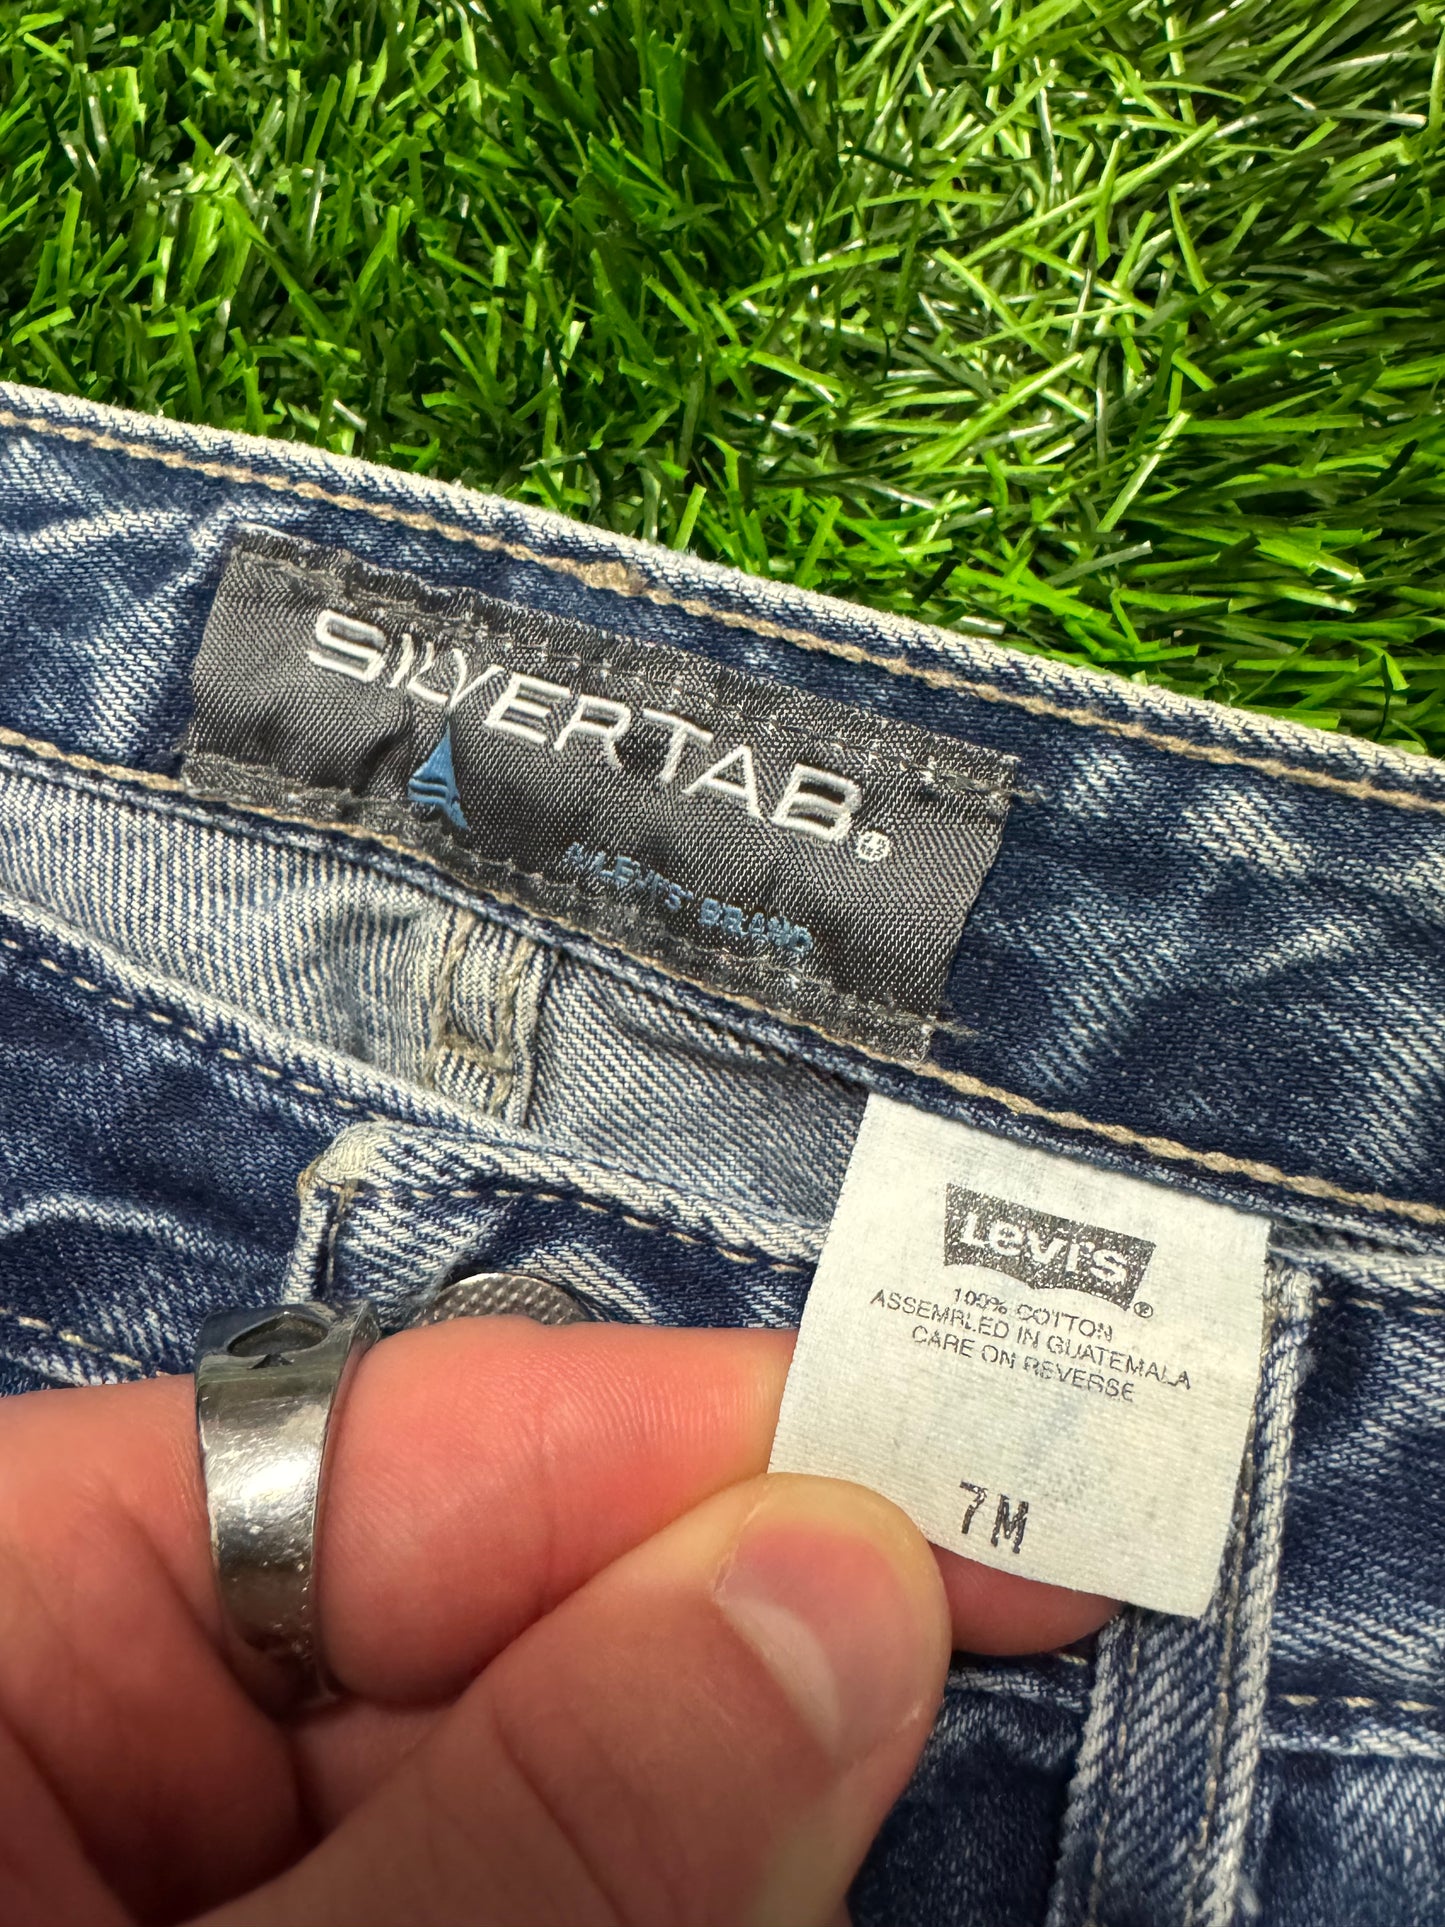 SILVERTAB®
LEVI'S BRAND
Levi's®
100% COTTON
ASSEMBLED IN GUATEMALA
CARE ON REVERSE
7M